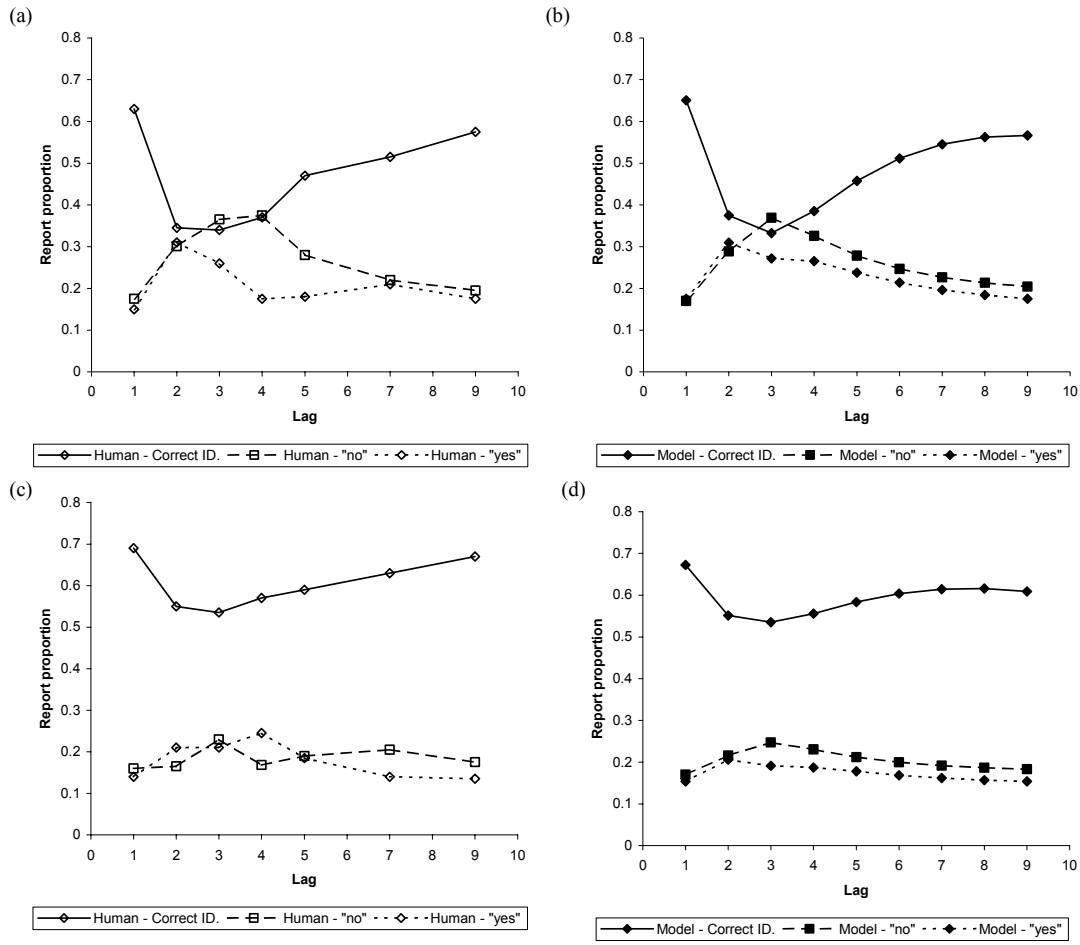 (a)
0.8
0.7
0.6
0.5
0.4
0.3
0.2
0.1
0
Report proportion
0 1 2 3 4 5 6 7 8 9 10
Lag
Human - Correct ID. Human - "no" Human - "yes"
(b)
0.8
0.7
0.6
0.5
0.4
0.3
0.2
0.1
0
Report proportion
0 1 2 3 4 5 6 7 8 9 10
Lag
Model - Correct ID. Model - "no" Model - "yes"
(c)
0.8
0.7
0.6
0.5
0.4
0.3
0.2
0.1
0
Report proportion
0 1 2 3 4 5 6 7 8 9 10
Lag
Human - Correct ID. Human - "no" Human - "yes"
(d)
0.8
0.7
0.6
0.5
0.4
0.3
0.2
0.1
0
Report proportion
0 1 2 3 4 5 6 7 8 9 10
Lag
Model - Correct ID. Model - "no" Model - "yes"